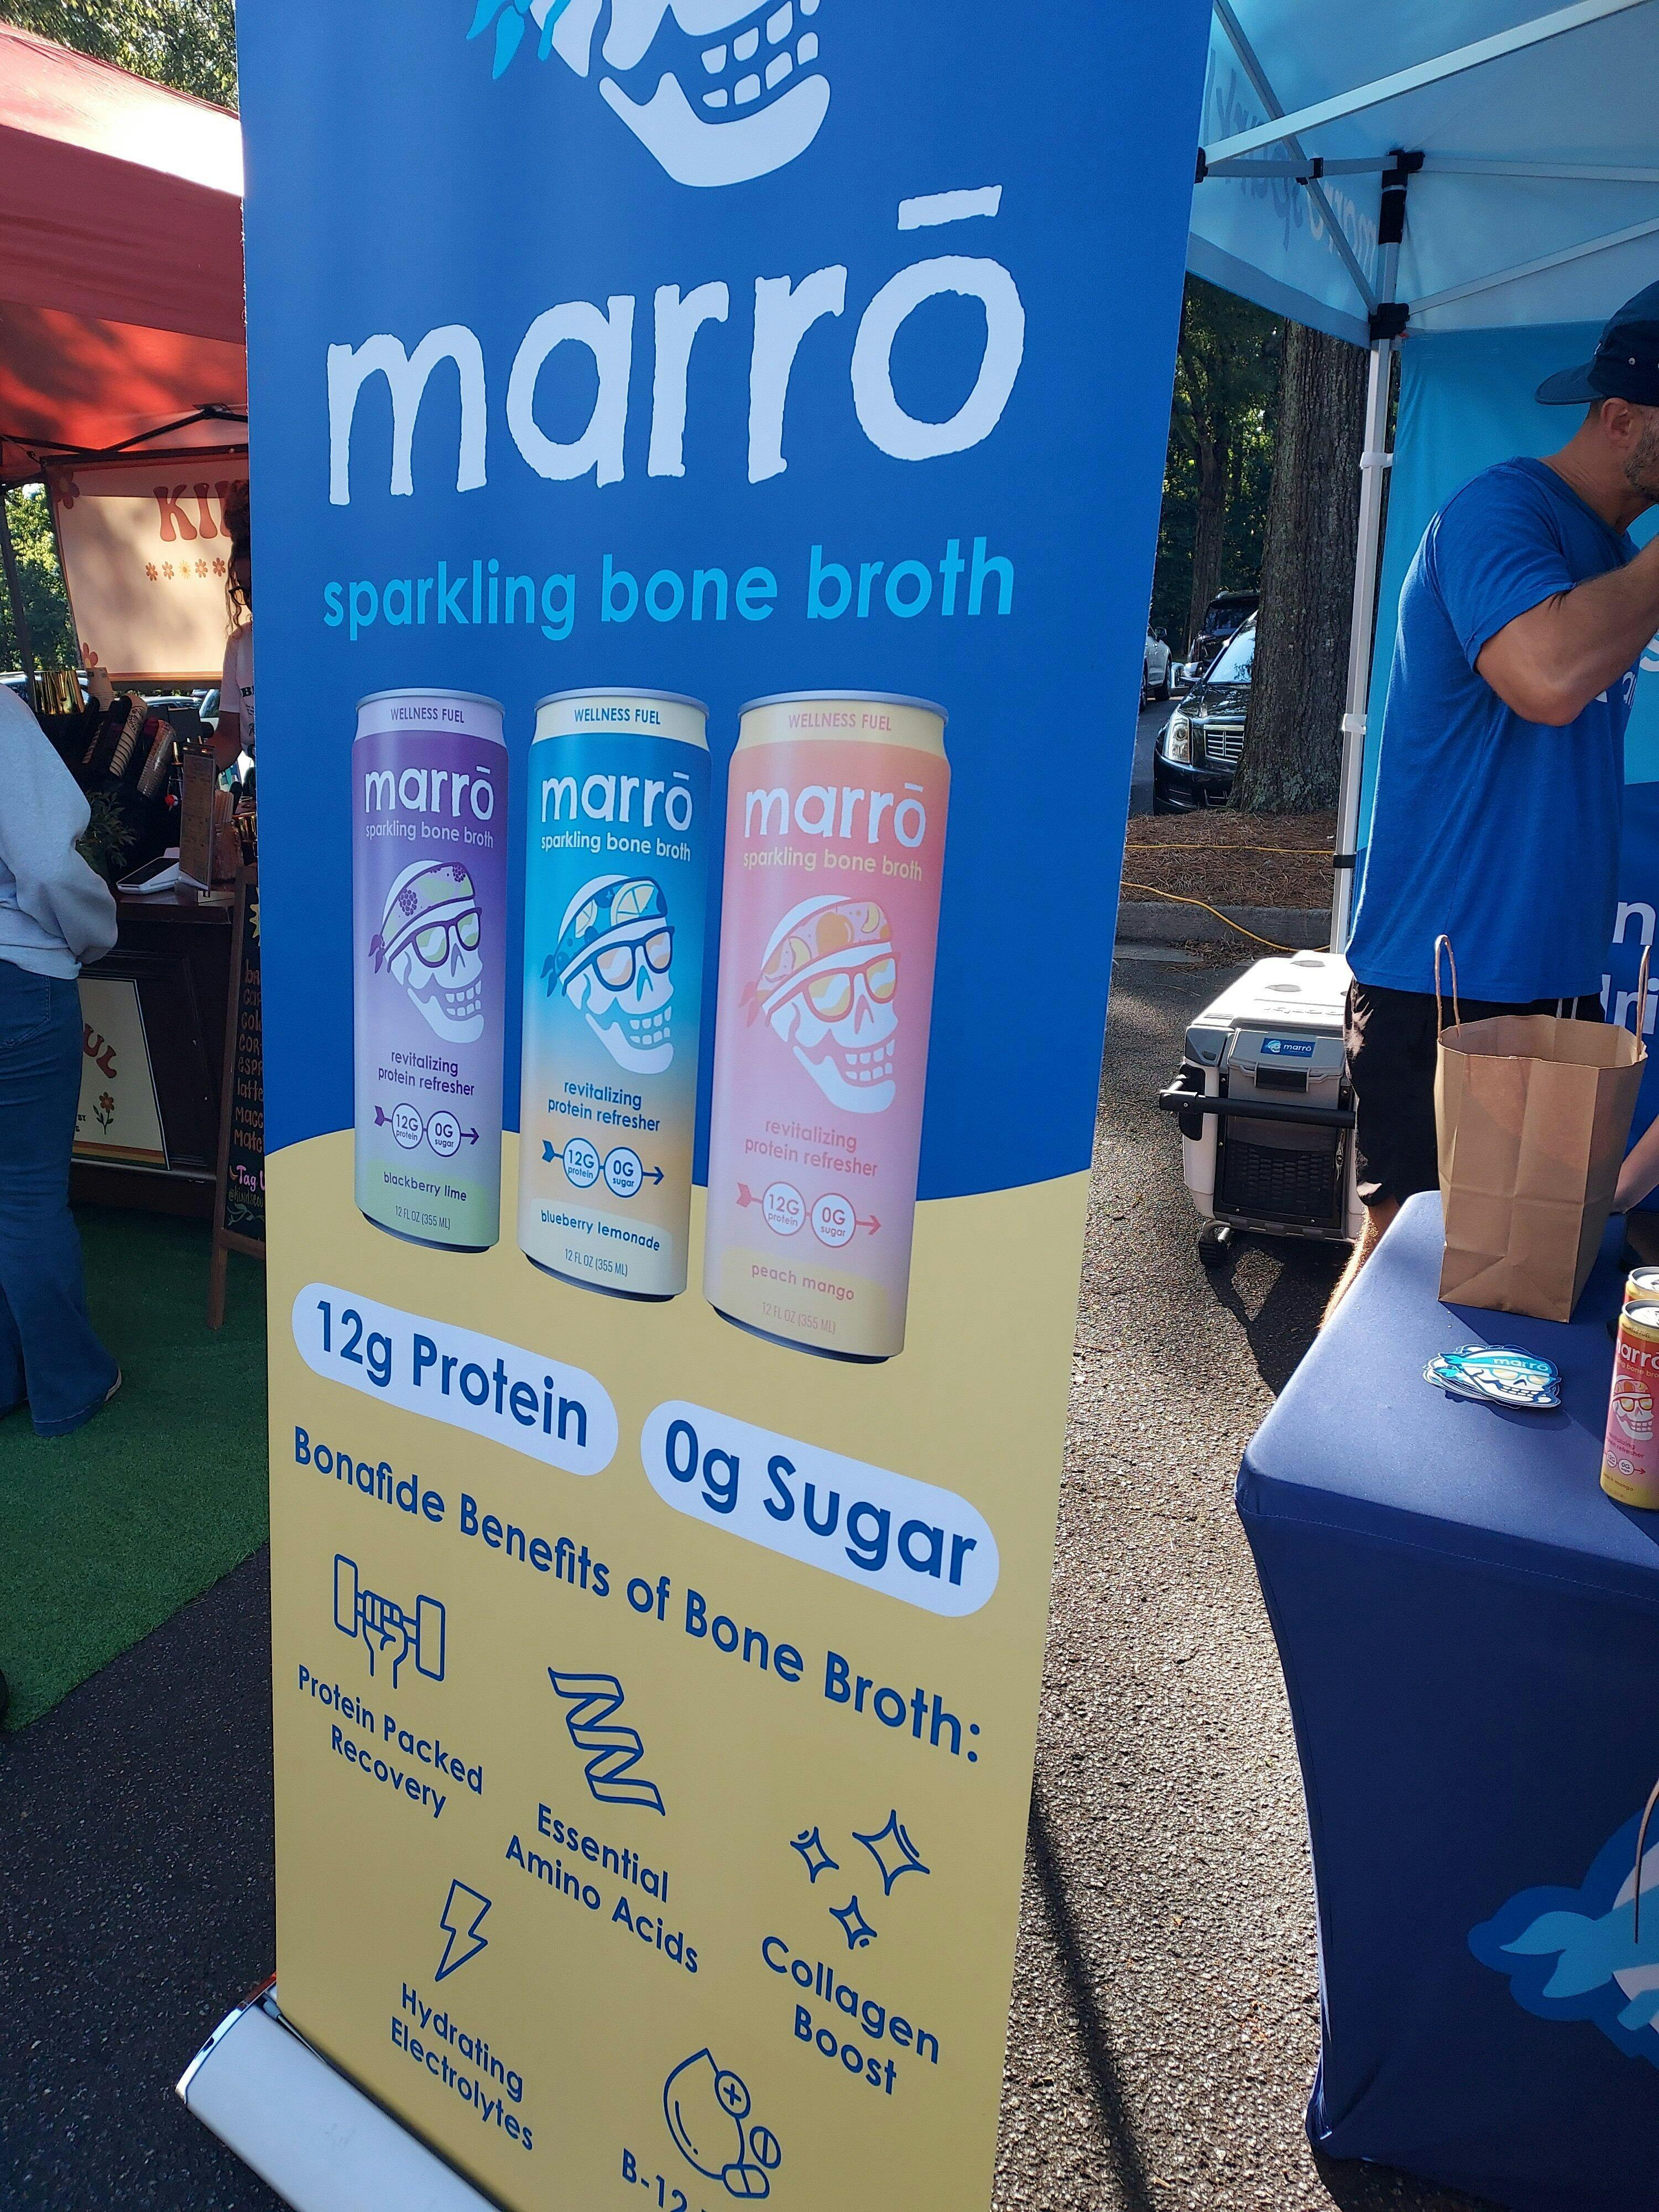 marrō
sparkling bone broth
WELLNESS FUEL
marrō
sparkling bone broth
revitalizing
protein refresher
12G
protein
0G
sugar
blackberry lime
12 FL OZ (355 ML)
WELLNESS FUEL
marrō
sparkling bone broth
revitalizing
protein refresher
12G
protein
0G
sugar
blueberry lemonade
12 FL OZ (355 ML)
WELLNESS FUEL
marrō
sparkling bone broth
revitalizing
protein refresher
12G
protein
0G
sugar
peach mango
12 FL OZ (355 ML)
12g Protein
0g Sugar
Bonafide Benefits of Bone Broth:
Protein Packed
Recovery
Essential
Amino Acids
Collagen
Boost
Hydrating
Electrolytes
B-12
marrō
marrō